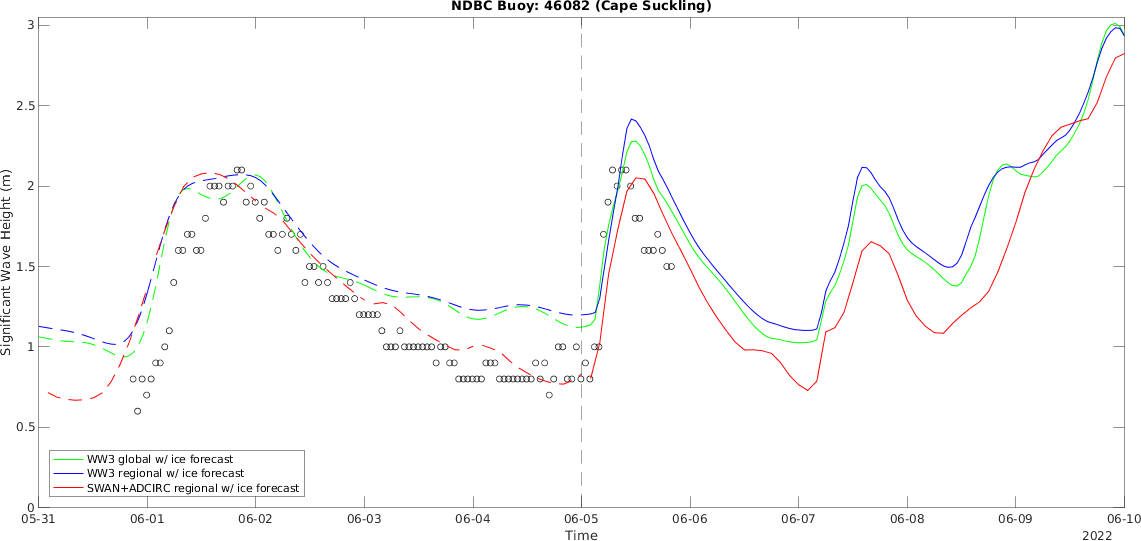 NDBC Buoy: 46082 (Cape Suckling)
Significant Wave Height (m)
3
2.5
2
1.5
1
0.5
0
WW3 global w/ ice forecast
WW3 regional w/ ice forecast
SWAN+ADCIRC regional w/ ice forecast
05-31 06-01 06-02 06-03 06-04 06-05 06-06 06-07 06-08 06-09 06-10
Time
2022